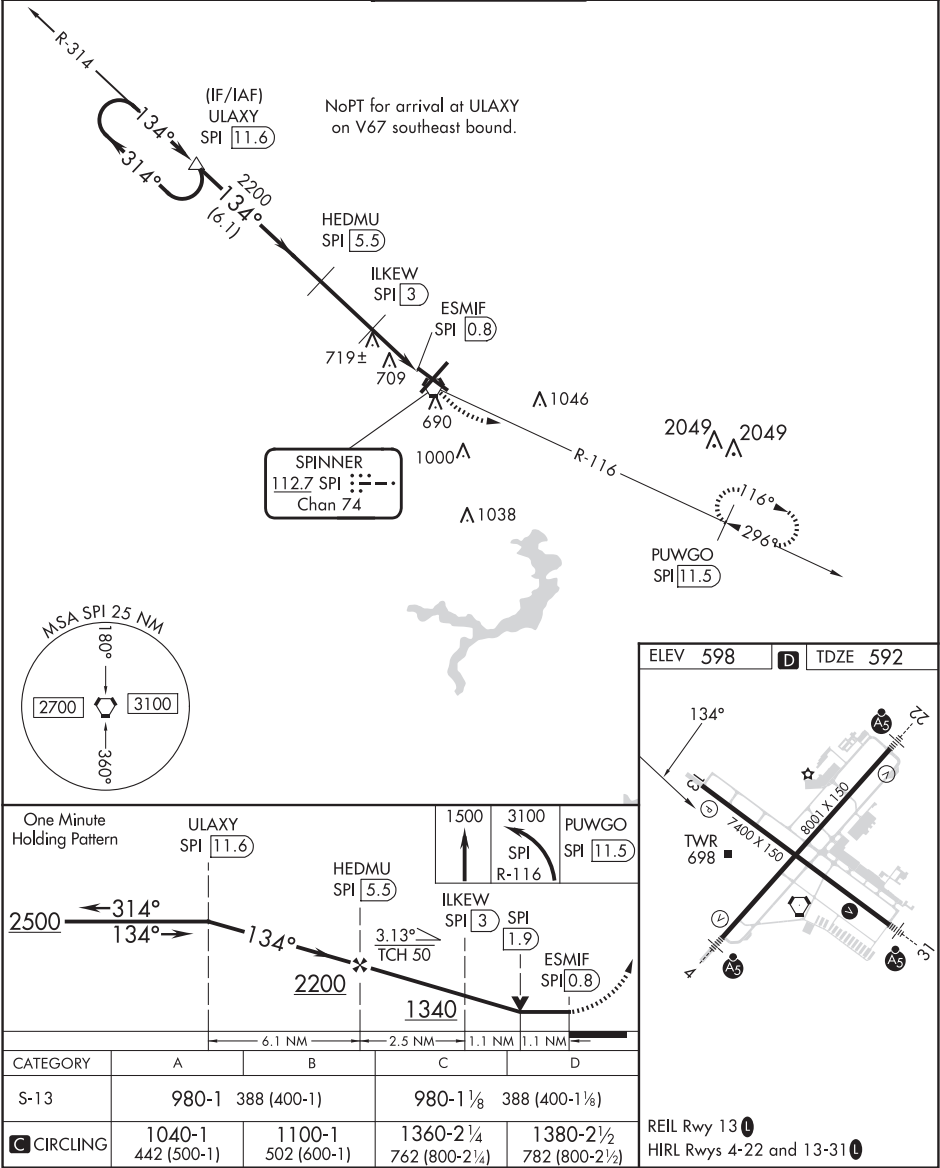 R-314
134°
314°
(IF/IAF)
ULAXY
SPI 11.6
NoPT for arrival at ULAXY
on V67 southeast bound.
2200
134°
(6.1)
HEDMU
SPI 5.5
ILKEW
SPI 3
ESMIF
SPI 0.8
719±
709
690
1046
1000
1038
2049
2049
R-116
116°
296°
PUWGO
SPI 11.5
SPINNER
112.7 SPI
Chan 74
MSA SPI 25 NM
180°
2700
3100
360°
ELEV 598
D
TDZE 592
134°
13
P
7400 X 150
8001 X 150
A5
22
V
TWR
698
V
V
4
A5
A5
31
REIL Rwy 13 L
HIRL Rwys 4-22 and 13-31 L
One Minute
Holding Pattern
ULAXY
SPI 11.6
1500
3100
SPI
R-116
PUWGO
SPI 11.5
HEDMU
SPI 5.5
ILKEW
SPI 3
SPI
1.9
ESMIF
SPI 0.8
2500
314°
134°
134°
3.13°
TCH 50
2200
1340
6.1 NM
2.5 NM
1.1 NM
1.1 NM
CATEGORY A B C D
S-13 980-1 388 (400-1) 980-1⅛ 388 (400-1⅛)
C CIRCLING
1040-1
442 (500-1)
1100-1
502 (600-1)
1360-2¼
762 (800-2¼)
1380-2½
782 (800-2½)